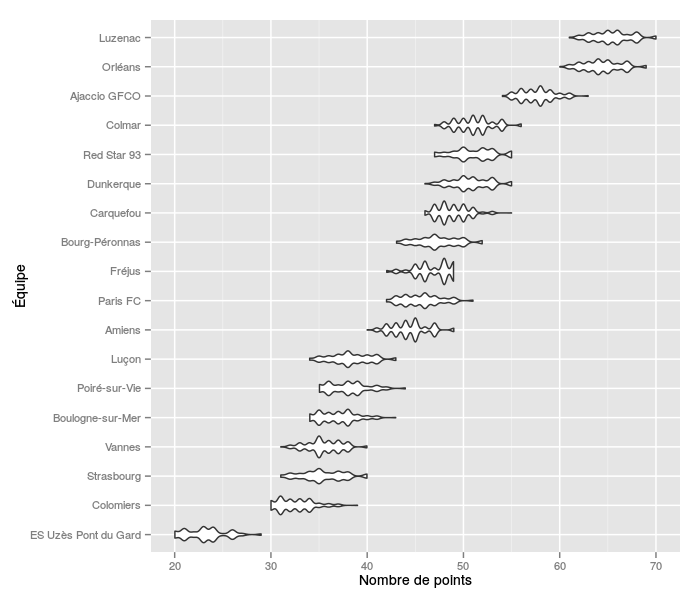 Luzenac
Orléans
Ajaccio GFCO
Colmar
Red Star 93
Dunkerque
Carquefou
Bourg-Péronnas
Fréjus
Paris FC
Amiens
Luçon
Poiré-sur-Vie
Boulogne-sur-Mer
Vannes
Strasbourg
Colomiers
ES Uzès Pont du Gard
Équipe
20 30 40 50 60 70
Nombre de points